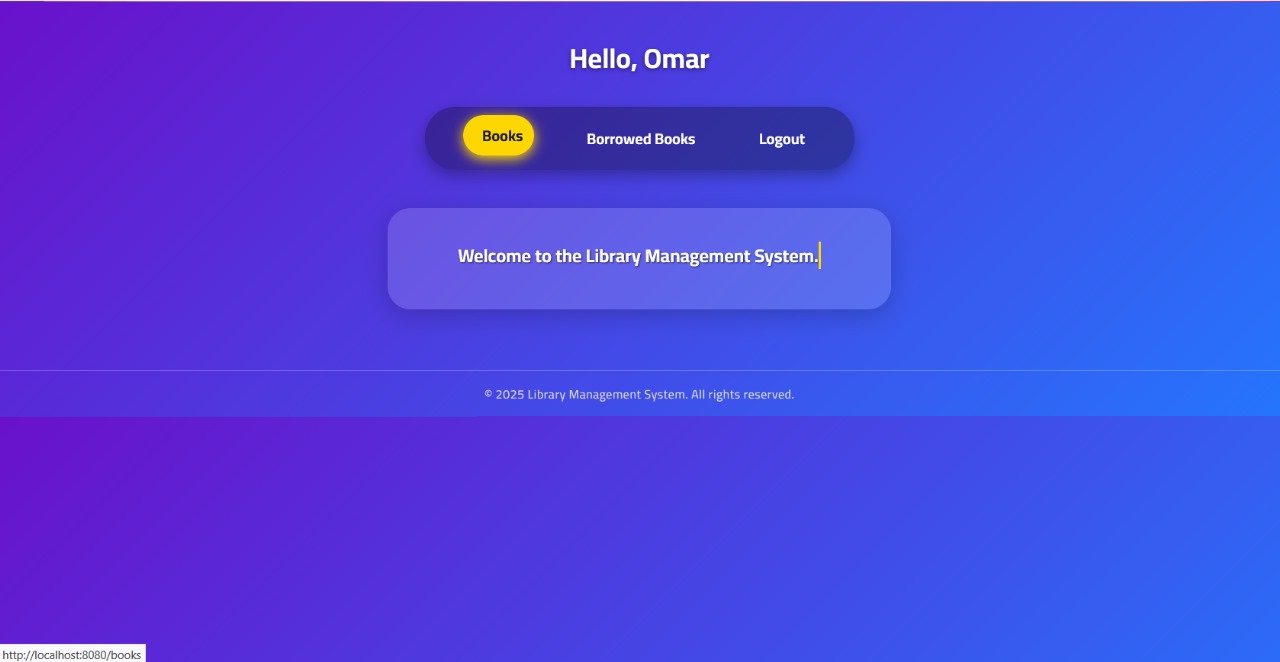 Hello, Omar
Books Borrowed Books Logout
Welcome to the Library Management System.
© 2025 Library Management System. All rights reserved.
http://localhost:8080/books